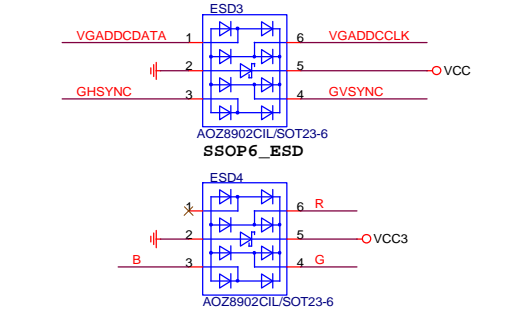 ESD3
VGADDCDATA 1 6 VGADDCCLK
2 5 VCC
GHSYNC 3 4 GVSYNC
AOZ8902CIL/SOT23-6
SSOP6_ESD
ESD4
1 6 R
2 5 VCC3
B 3 4 G
AOZ8902CIL/SOT23-6